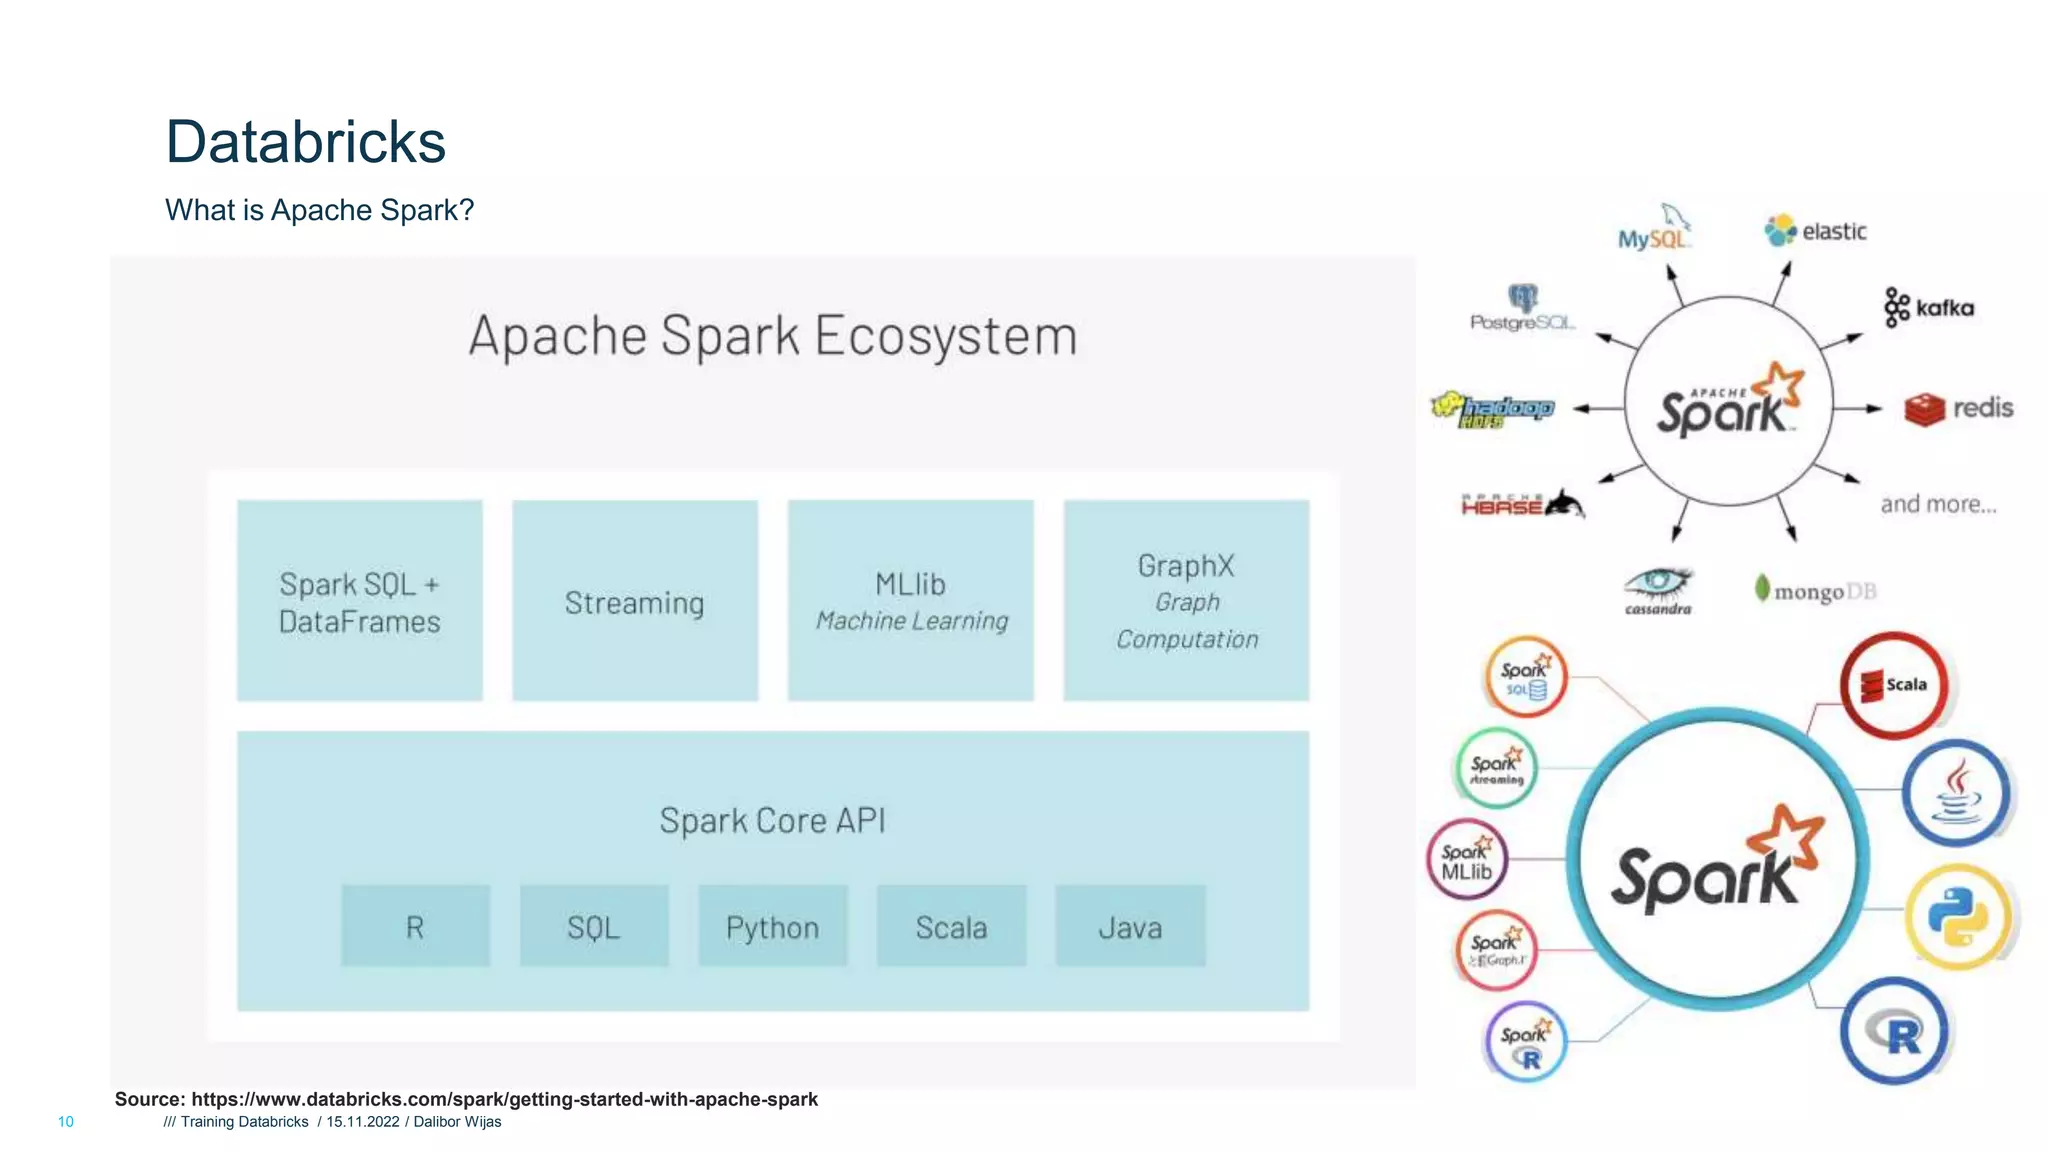 Databricks
What is Apache Spark?
Apache Spark Ecosystem
Spark SQL +
DataFrames
Streaming
MLlib
Machine Learning
GraphX
Graph
Computation
Spark Core API
R
SQL
Python
Scala
Java
MySQL
elastic
PostgreSQL
kafka
APACHE
Spark
hadoop
HDFS
redis
APACHE
HBASE
and more...
cassandra
mongoDB
Spark
SQL
Scala
Spark
streaming
Spark
MLlib
Spark
Spark
Spark
R
R
Source: https://www.databricks.com/spark/getting-started-with-apache-spark
10
/// Training Databricks / 15.11.2022 / Dalibor Wijas